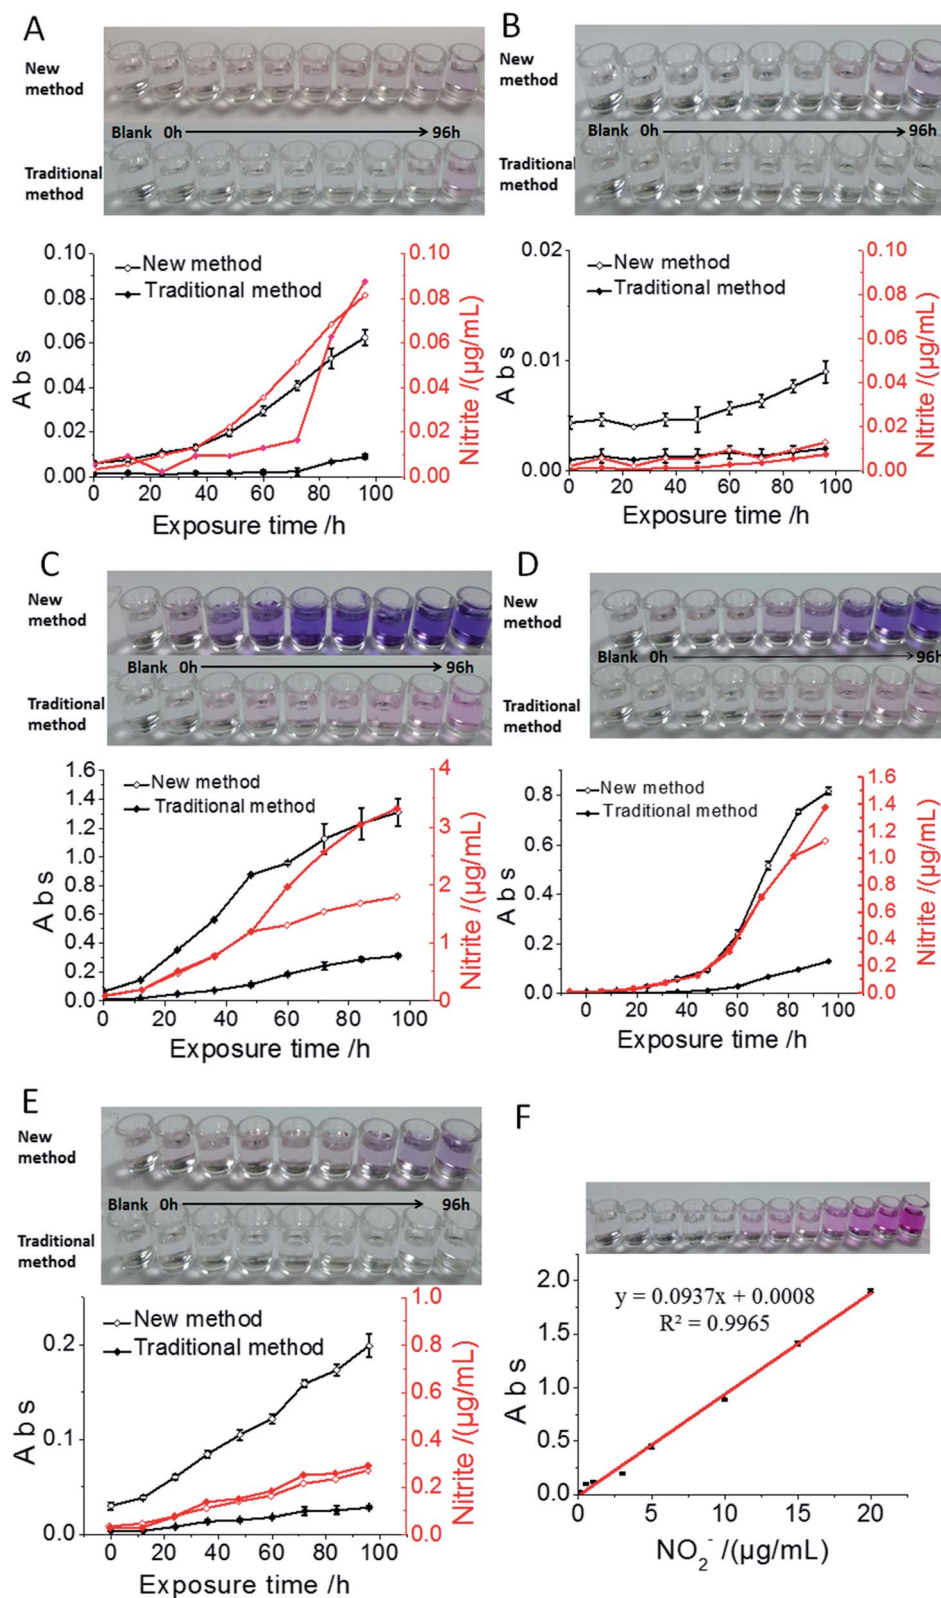 A
New
method
Blank 0h
96h
Traditional
method
New method
Traditional method
0.10
0.08
0.06
0.04
0.02
0.00
0.10
0.08
0.06
0.04
0.02
0.00
Abs
Nitrite /(µg/mL)
0 20 40 60 80 100
Exposure time /h
B
New
method
Blank 0h
96h
Traditional
method
New method
Traditional method
0.02
0.01
0.00
0.10
0.08
0.06
0.04
0.02
0.00
Abs
Nitrite /(µg/mL)
0 20 40 60 80 100
Exposure time /h
C
New
method
Blank 0h
96h
Traditional
method
New method
Traditional method
1.6
1.4
1.2
1.0
0.8
0.6
0.4
0.2
0.0
4
3
2
1
0
Abs
Nitrite /(µg/mL)
0 20 40 60 80 100
Exposure time /h
D
New
method
Blank 0h
96h
Traditional
method
New method
Traditional method
0.8
0.5
0.3
0.0
1.6
1.4
1.2
1.0
0.8
0.6
0.4
0.2
0.0
Abs
Nitrite /(µg/mL)
0 20 40 60 80 100
Exposure time /h
E
New
method
Blank 0h
96h
Traditional
method
New method
Traditional method
0.2
0.1
0.0
1.0
0.8
0.6
0.4
0.2
0.0
Abs
Nitrite /(µg/mL)
0 20 40 60 80 100
Exposure time /h
F
y = 0.0937x + 0.0008
R² = 0.9965
2.0
1.5
1.0
0.5
0.0
Abs
0 5 10 15 20
NO₂⁻ /(µg/mL)